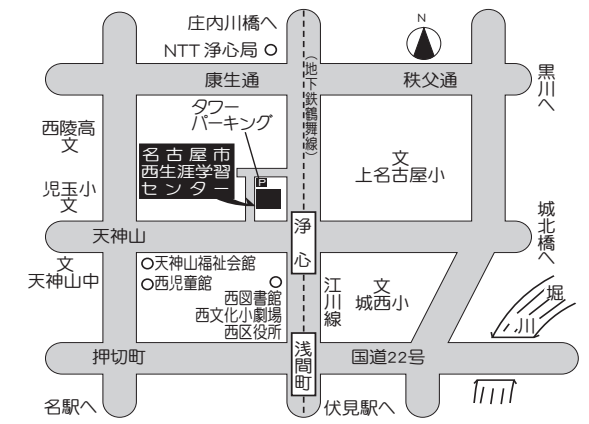 庄内川橋へ
N
NTT 浄心局
康生通
秩父通
黒川へ
（地下鉄鶴舞線）
タワー
パーキング
西陵高
文
名古屋市
西生涯学習
センター
P
文
上名古屋小
児玉小
文
天神山
浄心
城北橋へ
文
天神山中
天神山福祉会館
西児童館
西図書館
西文化小劇場
西区役所
江川線
文
城西小
堀川
押切町
浅間町
国道22号
名駅へ
伏見駅へ